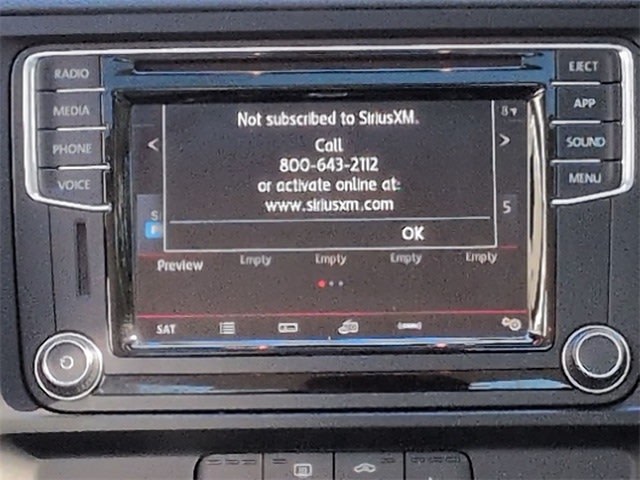 RADIO
MEDIA
PHONE
VOICE
EJECT
APP
SOUND
MENU
Not subscribed to SiriusXM.
Call
800-643-2112
or activate online at:
www.siriusxm.com
OK
< >
5
Preview Empty Empty Empty Empty
SAT